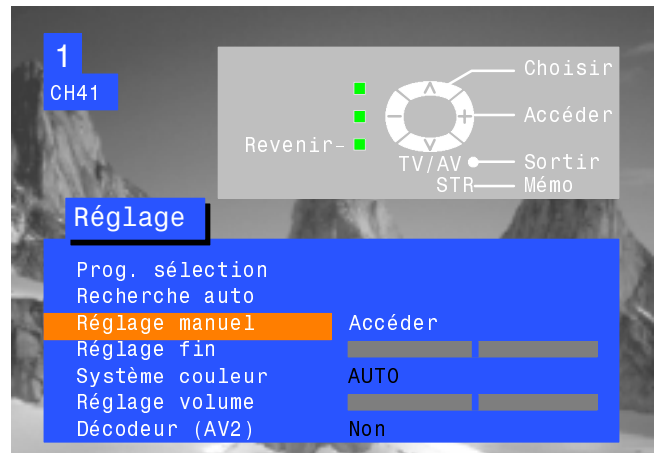 1
CH41
Choisir
Accéder
Revenir-
TV/AV Sortir
STR Mémo
Réglage
Prog. sélection
Recherche auto
Réglage manuel Accéder
Réglage fin
Système couleur AUTO
Réglage volume
Décodeur (AV2) Non